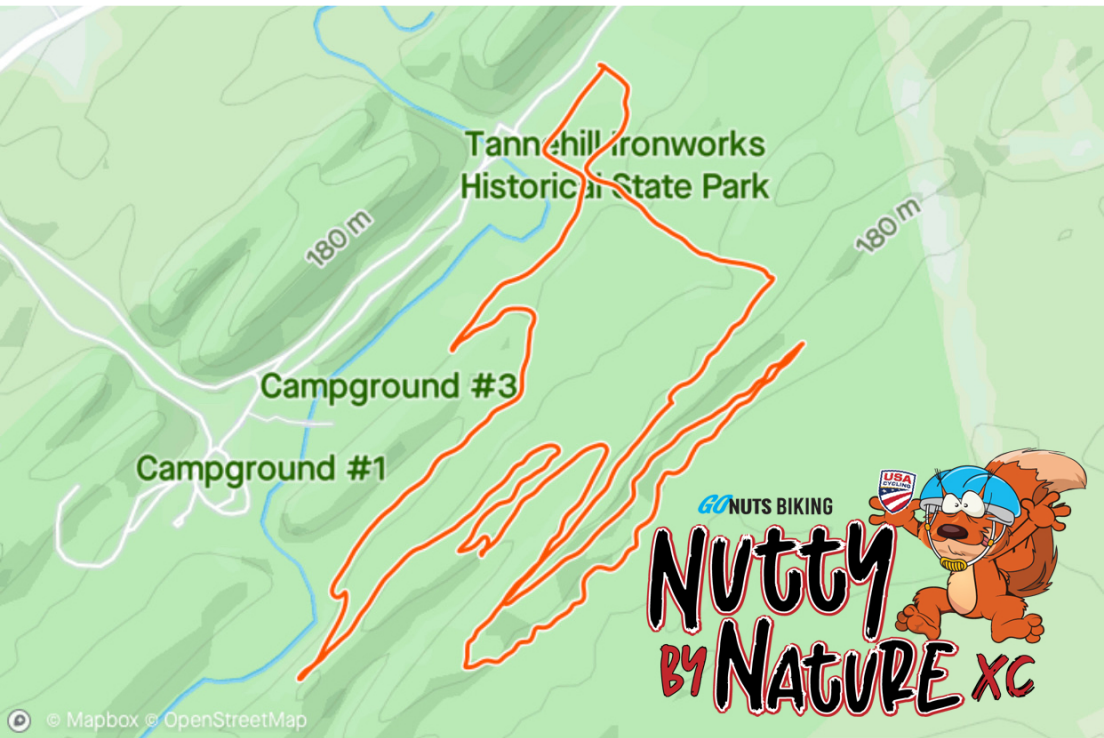 Tannehill Ironworks
Historical State Park
180 m
180 m
Campground #3
Campground #1
USA
CYCLING
GO NUTS BIKING
NUttY
BY NAtURE XC
© Mapbox © OpenStreetMap